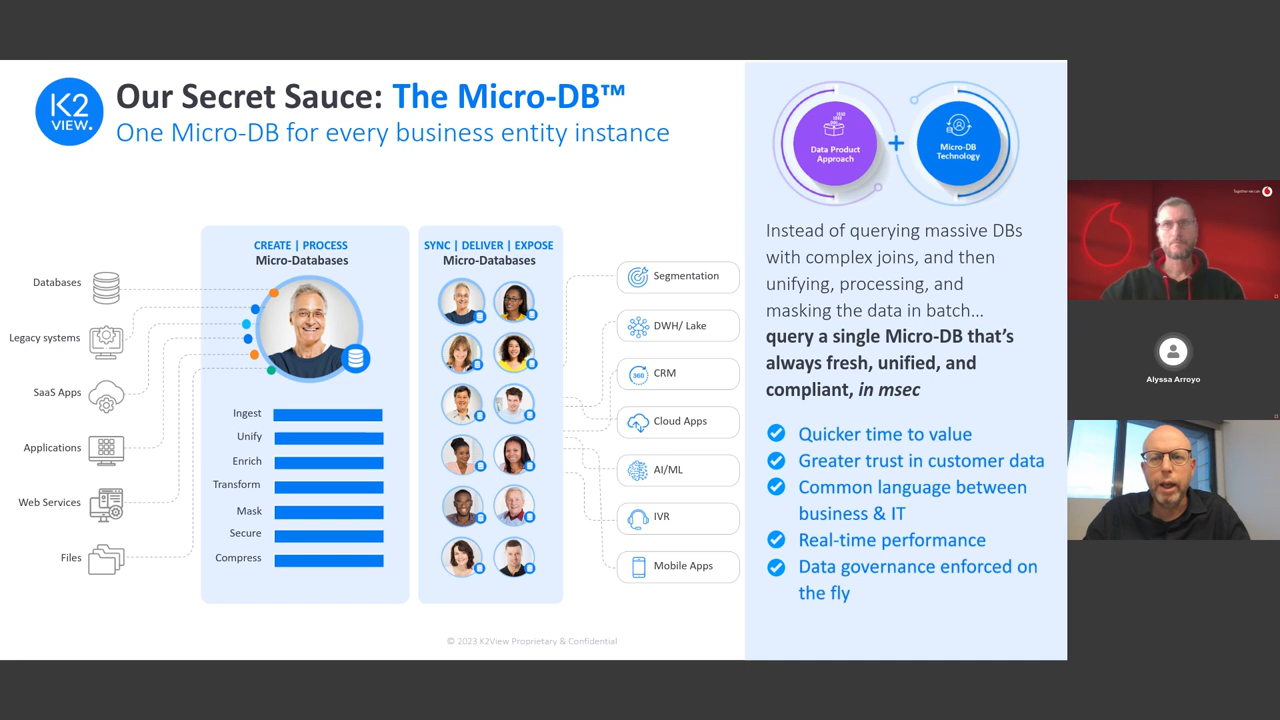 K2
VIEW.
Our Secret Sauce: The Micro-DB™
One Micro-DB for every business entity instance
Databases
Legacy systems
SaaS Apps
Applications
Web Services
Files
CREATE | PROCESS
Micro-Databases
Ingest
Unify
Enrich
Transform
Mask
Secure
Compress
SYNC | DELIVER | EXPOSE
Micro-Databases
Segmentation
DWH/ Lake
360
CRM
Cloud Apps
AI/ML
IVR
Mobile Apps
Data Product
Approach
+
Micro-DB
Technology
Instead of querying massive DBs
with complex joins, and then
unifying, processing, and
masking the data in batch…
query a single Micro-DB that's
always fresh, unified, and
compliant, in msec
Quicker time to value
Greater trust in customer data
Common language between
business & IT
Real-time performance
Data governance enforced on
the fly
© 2023 K2View Proprietary & Confidential
Together we can
Alyssa Arroyo